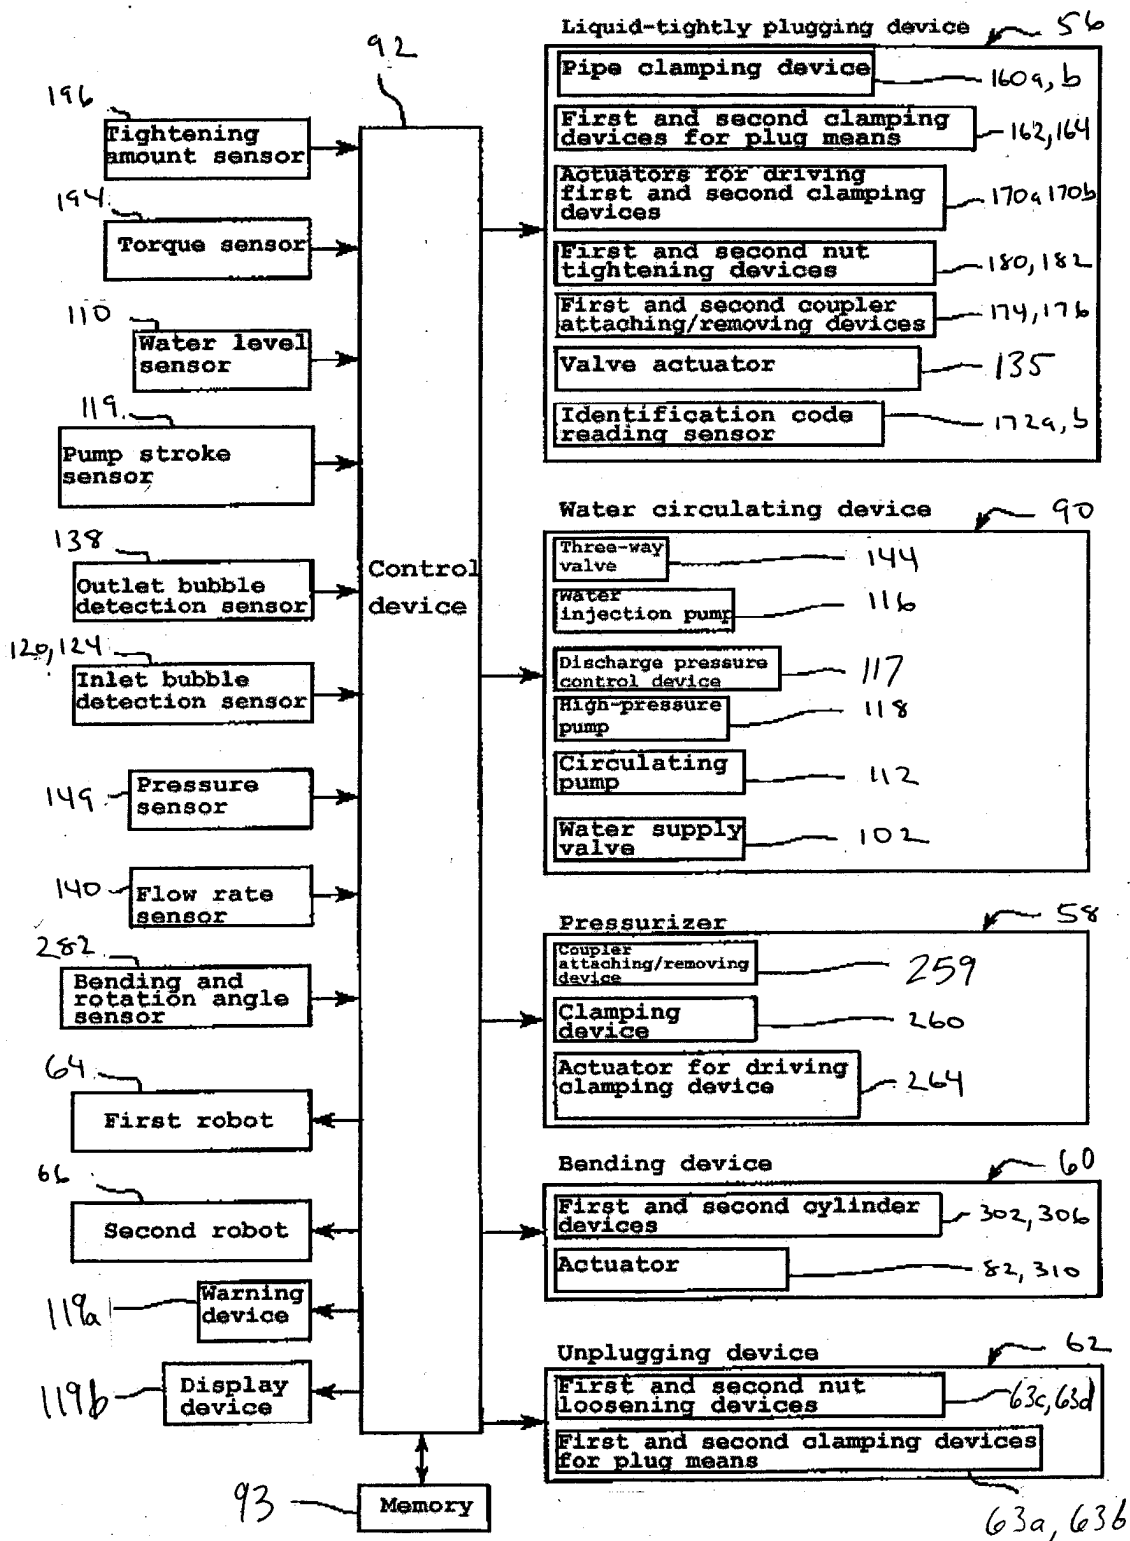 92
196
Tightening
amount sensor
194
Torque sensor
110
Water level
sensor
119
Pump stroke
sensor
138
Outlet bubble
detection sensor
120, 124
Inlet bubble
detection sensor
149
Pressure
sensor
140
Flow rate
sensor
282
Bending and
rotation angle
sensor
64
First robot
66
Second robot
119a
Warning
device
119b
Display
device
Control
device
93
Memory
Liquid-tightly plugging device
56
Pipe clamping device
160a, b
First and second clamping
devices for plug means
162, 164
Actuators for driving
first and second clamping
devices
170a 170b
First and second nut
tightening devices
180, 182
First and second coupler
attaching/removing devices
174, 176
Valve actuator
135
Identification code
reading sensor
172a, b
Water circulating device
90
Three-way
valve
144
Water
injection pump
116
Discharge pressure
control device
117
High-pressure
pump
118
Circulating
pump
112
Water supply
valve
102
Pressurizer
58
Coupler
attaching/removing
device
259
Clamping
device
260
Actuator for driving
clamping device
264
Bending device
60
First and second cylinder
devices
302, 306
Actuator
82, 310
Unplugging device
62
First and second nut
loosening devices
63c, 63d
First and second clamping devices
for plug means
63a, 63b